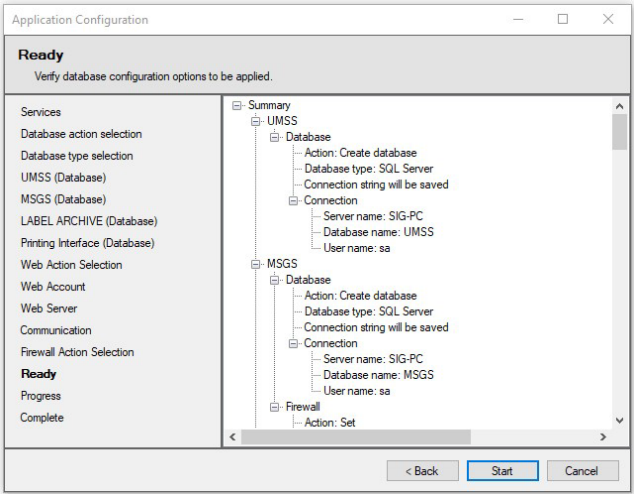 Application Configuration
Ready
Verify database configuration options to be applied.
Services
Database action selection
Database type selection
UMSS (Database)
MSGS (Database)
LABEL ARCHIVE (Database)
Printing Interface (Database)
Web Action Selection
Web Account
Web Server
Communication
Firewall Action Selection
Ready
Progress
Complete
Summary
UMSS
Database
Action: Create database
Database type: SQL Server
Connection string will be saved
Connection
Server name: SIG-PC
Database name: UMSS
User name: sa
MSGS
Database
Action: Create database
Database type: SQL Server
Connection string will be saved
Connection
Server name: SIG-PC
Database name: MSGS
User name: sa
Firewall
Action: Set
< Back
Start
Cancel